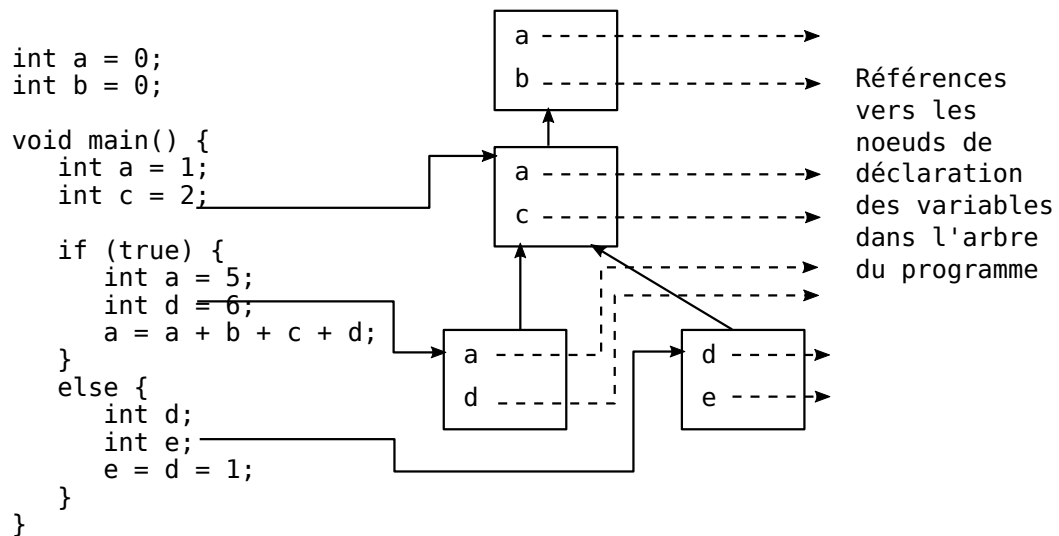 int a = 0;
int b = 0;
void main() {
int a = 1;
int c = 2;
if (true) {
int a = 5;
int d = 6;
a = a + b + c + d;
}
else {
int d;
int e;
e = d = 1;
}
}
a
b
a
c
a
d
d
e
Références
vers les
noeuds de
déclaration
des variables
dans l'arbre
du programme